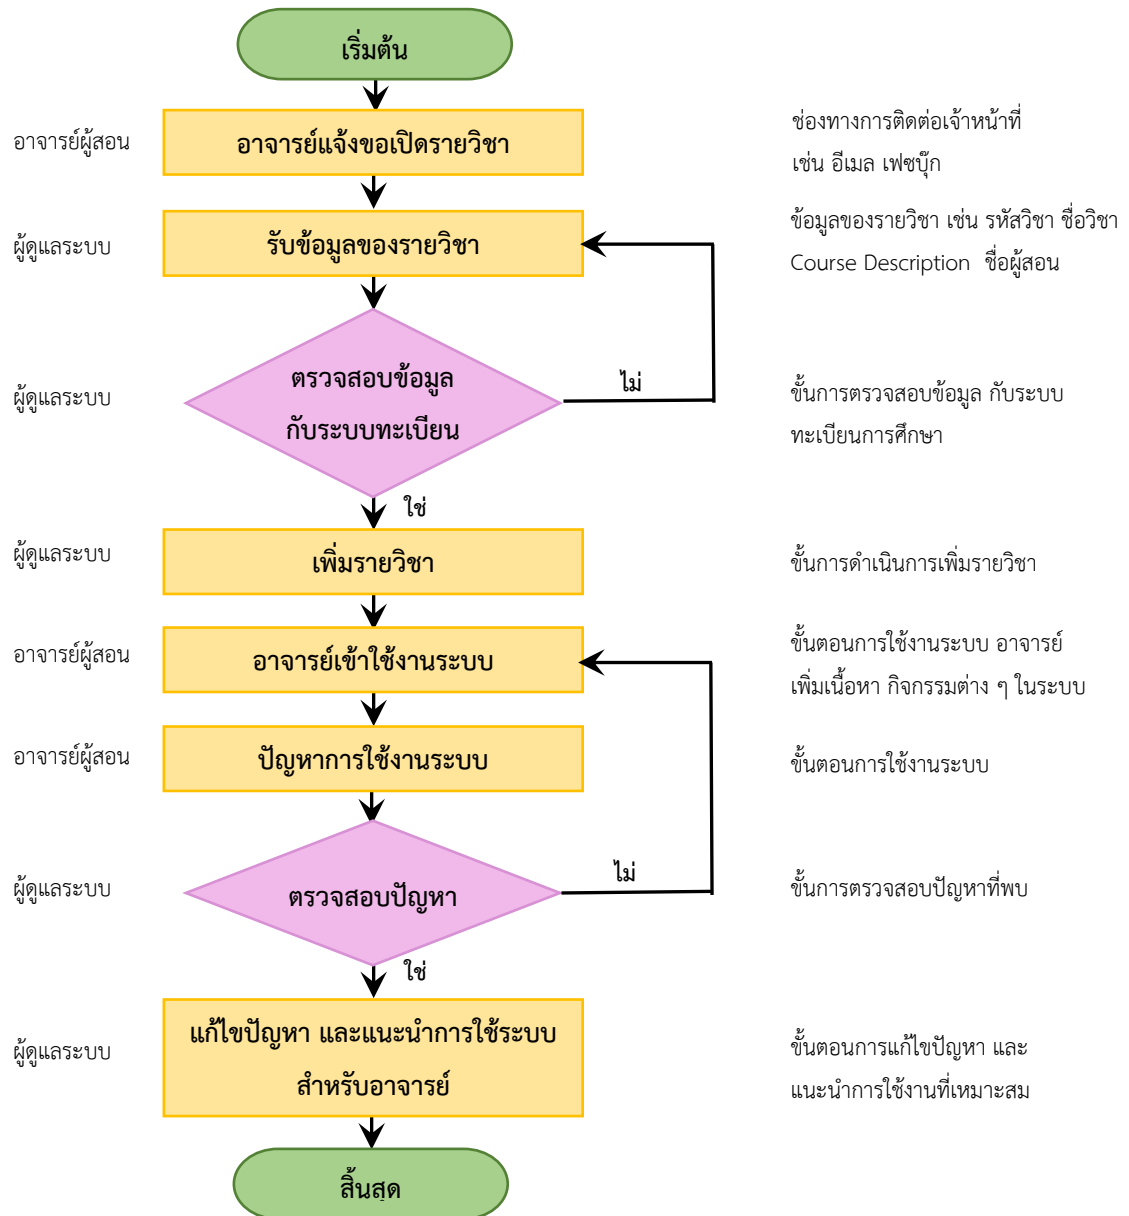 เริ่มต้น
อาจารย์ผู้สอน
อาจารย์แจ้งขอเปิดรายวิชา
ช่องทางการติดต่อเจ้าหน้าที่
เช่น อีเมล เฟซบุ๊ก
ผู้ดูแลระบบ
รับข้อมูลของรายวิชา
ข้อมูลของรายวิชา เช่น รหัสวิชา ชื่อวิชา
Course Description ชื่อผู้สอน
ผู้ดูแลระบบ
ตรวจสอบข้อมูล
กับระบบทะเบียน
ไม่
ขั้นการตรวจสอบข้อมูล กับระบบ
ทะเบียนการศึกษา
ใช่
ผู้ดูแลระบบ
เพิ่มรายวิชา
ขั้นการดำเนินการเพิ่มรายวิชา
อาจารย์ผู้สอน
อาจารย์เข้าใช้งานระบบ
ขั้นตอนการใช้งานระบบ อาจารย์
เพิ่มเนื้อหา กิจกรรมต่าง ๆ ในระบบ
อาจารย์ผู้สอน
ปัญหาการใช้งานระบบ
ขั้นตอนการใช้งานระบบ
ผู้ดูแลระบบ
ตรวจสอบปัญหา
ไม่
ขั้นการตรวจสอบปัญหาที่พบ
ใช่
ผู้ดูแลระบบ
แก้ไขปัญหา และแนะนำการใช้ระบบ
สำหรับอาจารย์
ขั้นตอนการแก้ไขปัญหา และ
แนะนำการใช้งานที่เหมาะสม
สิ้นสุด